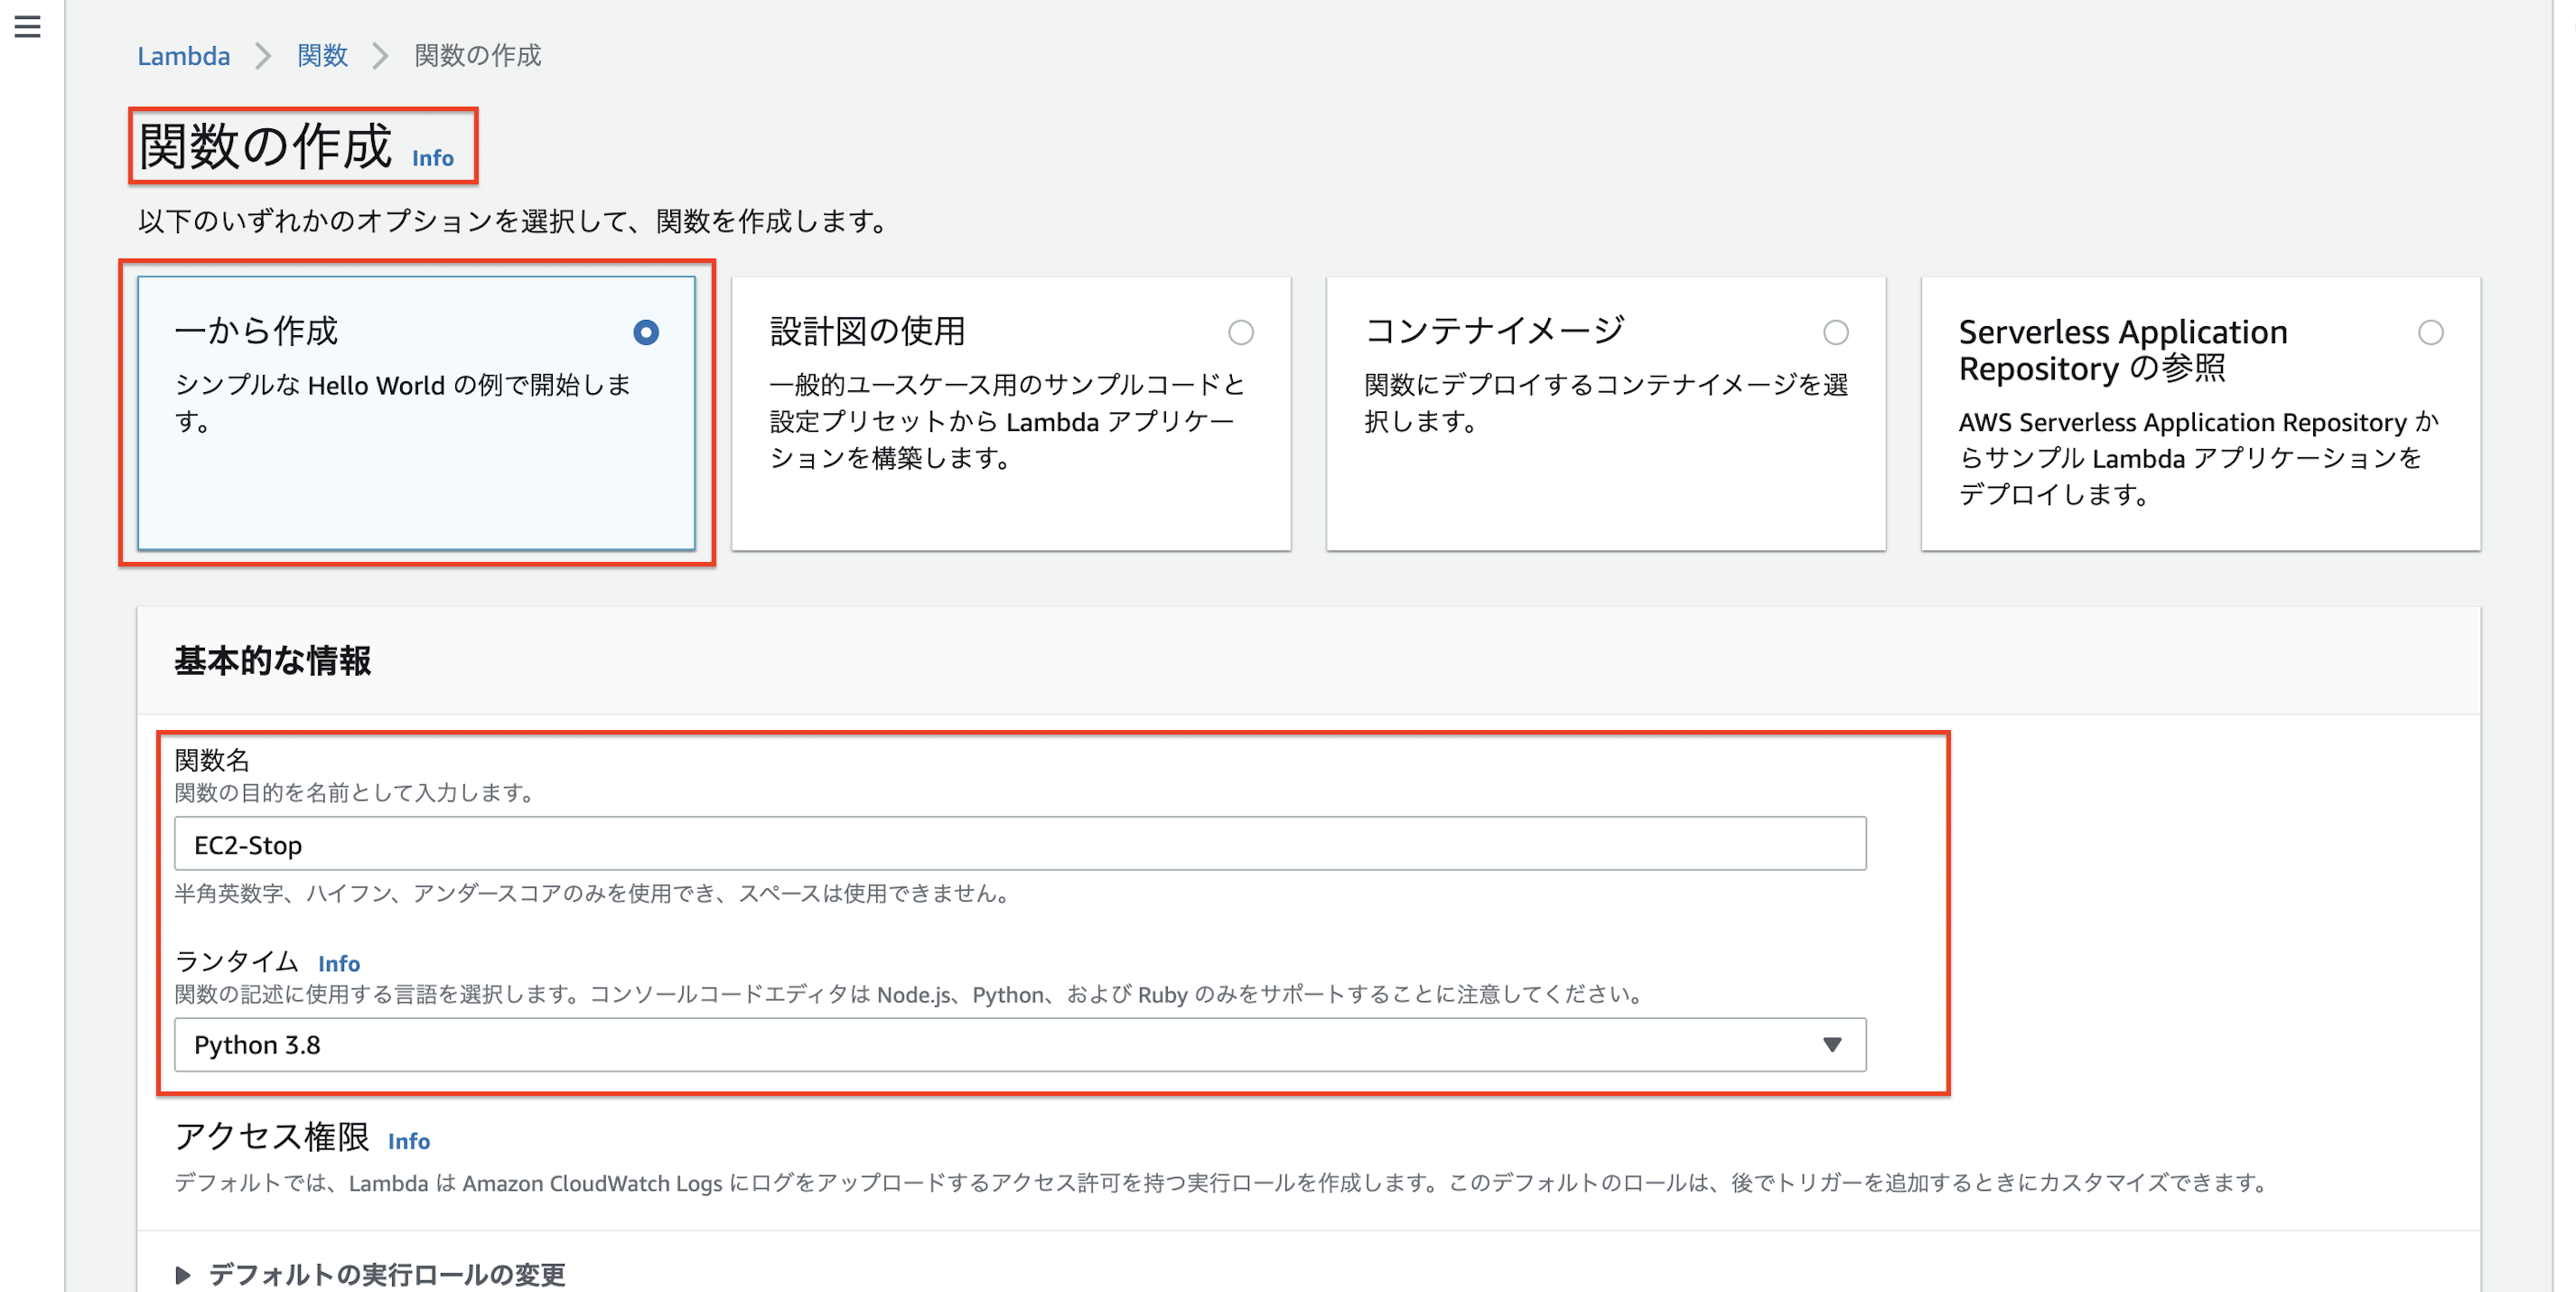 Lambda 関数 関数の作成
関数の作成 Info
以下のいずれかのオプションを選択して、関数を作成します。
一から作成
シンプルな Hello World の例で開始しま
す。
設計図の使用
一般的ユースケース用のサンプルコードと
設定プリセットから Lambda アプリケー
ションを構築します。
コンテナイメージ
関数にデプロイするコンテナイメージを選
択します。
Serverless Application
Repository の参照
AWS Serverless Application Repository か
らサンプル Lambda アプリケーションを
デプロイします。
基本的な情報
関数名
関数の目的を名前として入力します。
EC2-Stop
半角英数字、ハイフン、アンダースコアのみを使用でき、スペースは使用できません。
ランタイム Info
関数の記述に使用する言語を選択します。コンソールコードエディタは Node.js、Python、および Ruby のみをサポートすることに注意してください。
Python 3.8
アクセス権限 Info
デフォルトでは、Lambda は Amazon CloudWatch Logs にログをアップロードするアクセス許可を持つ実行ロールを作成します。このデフォルトのロールは、後でトリガーを追加するときにカスタマイズできます。
デフォルトの実行ロールの変更